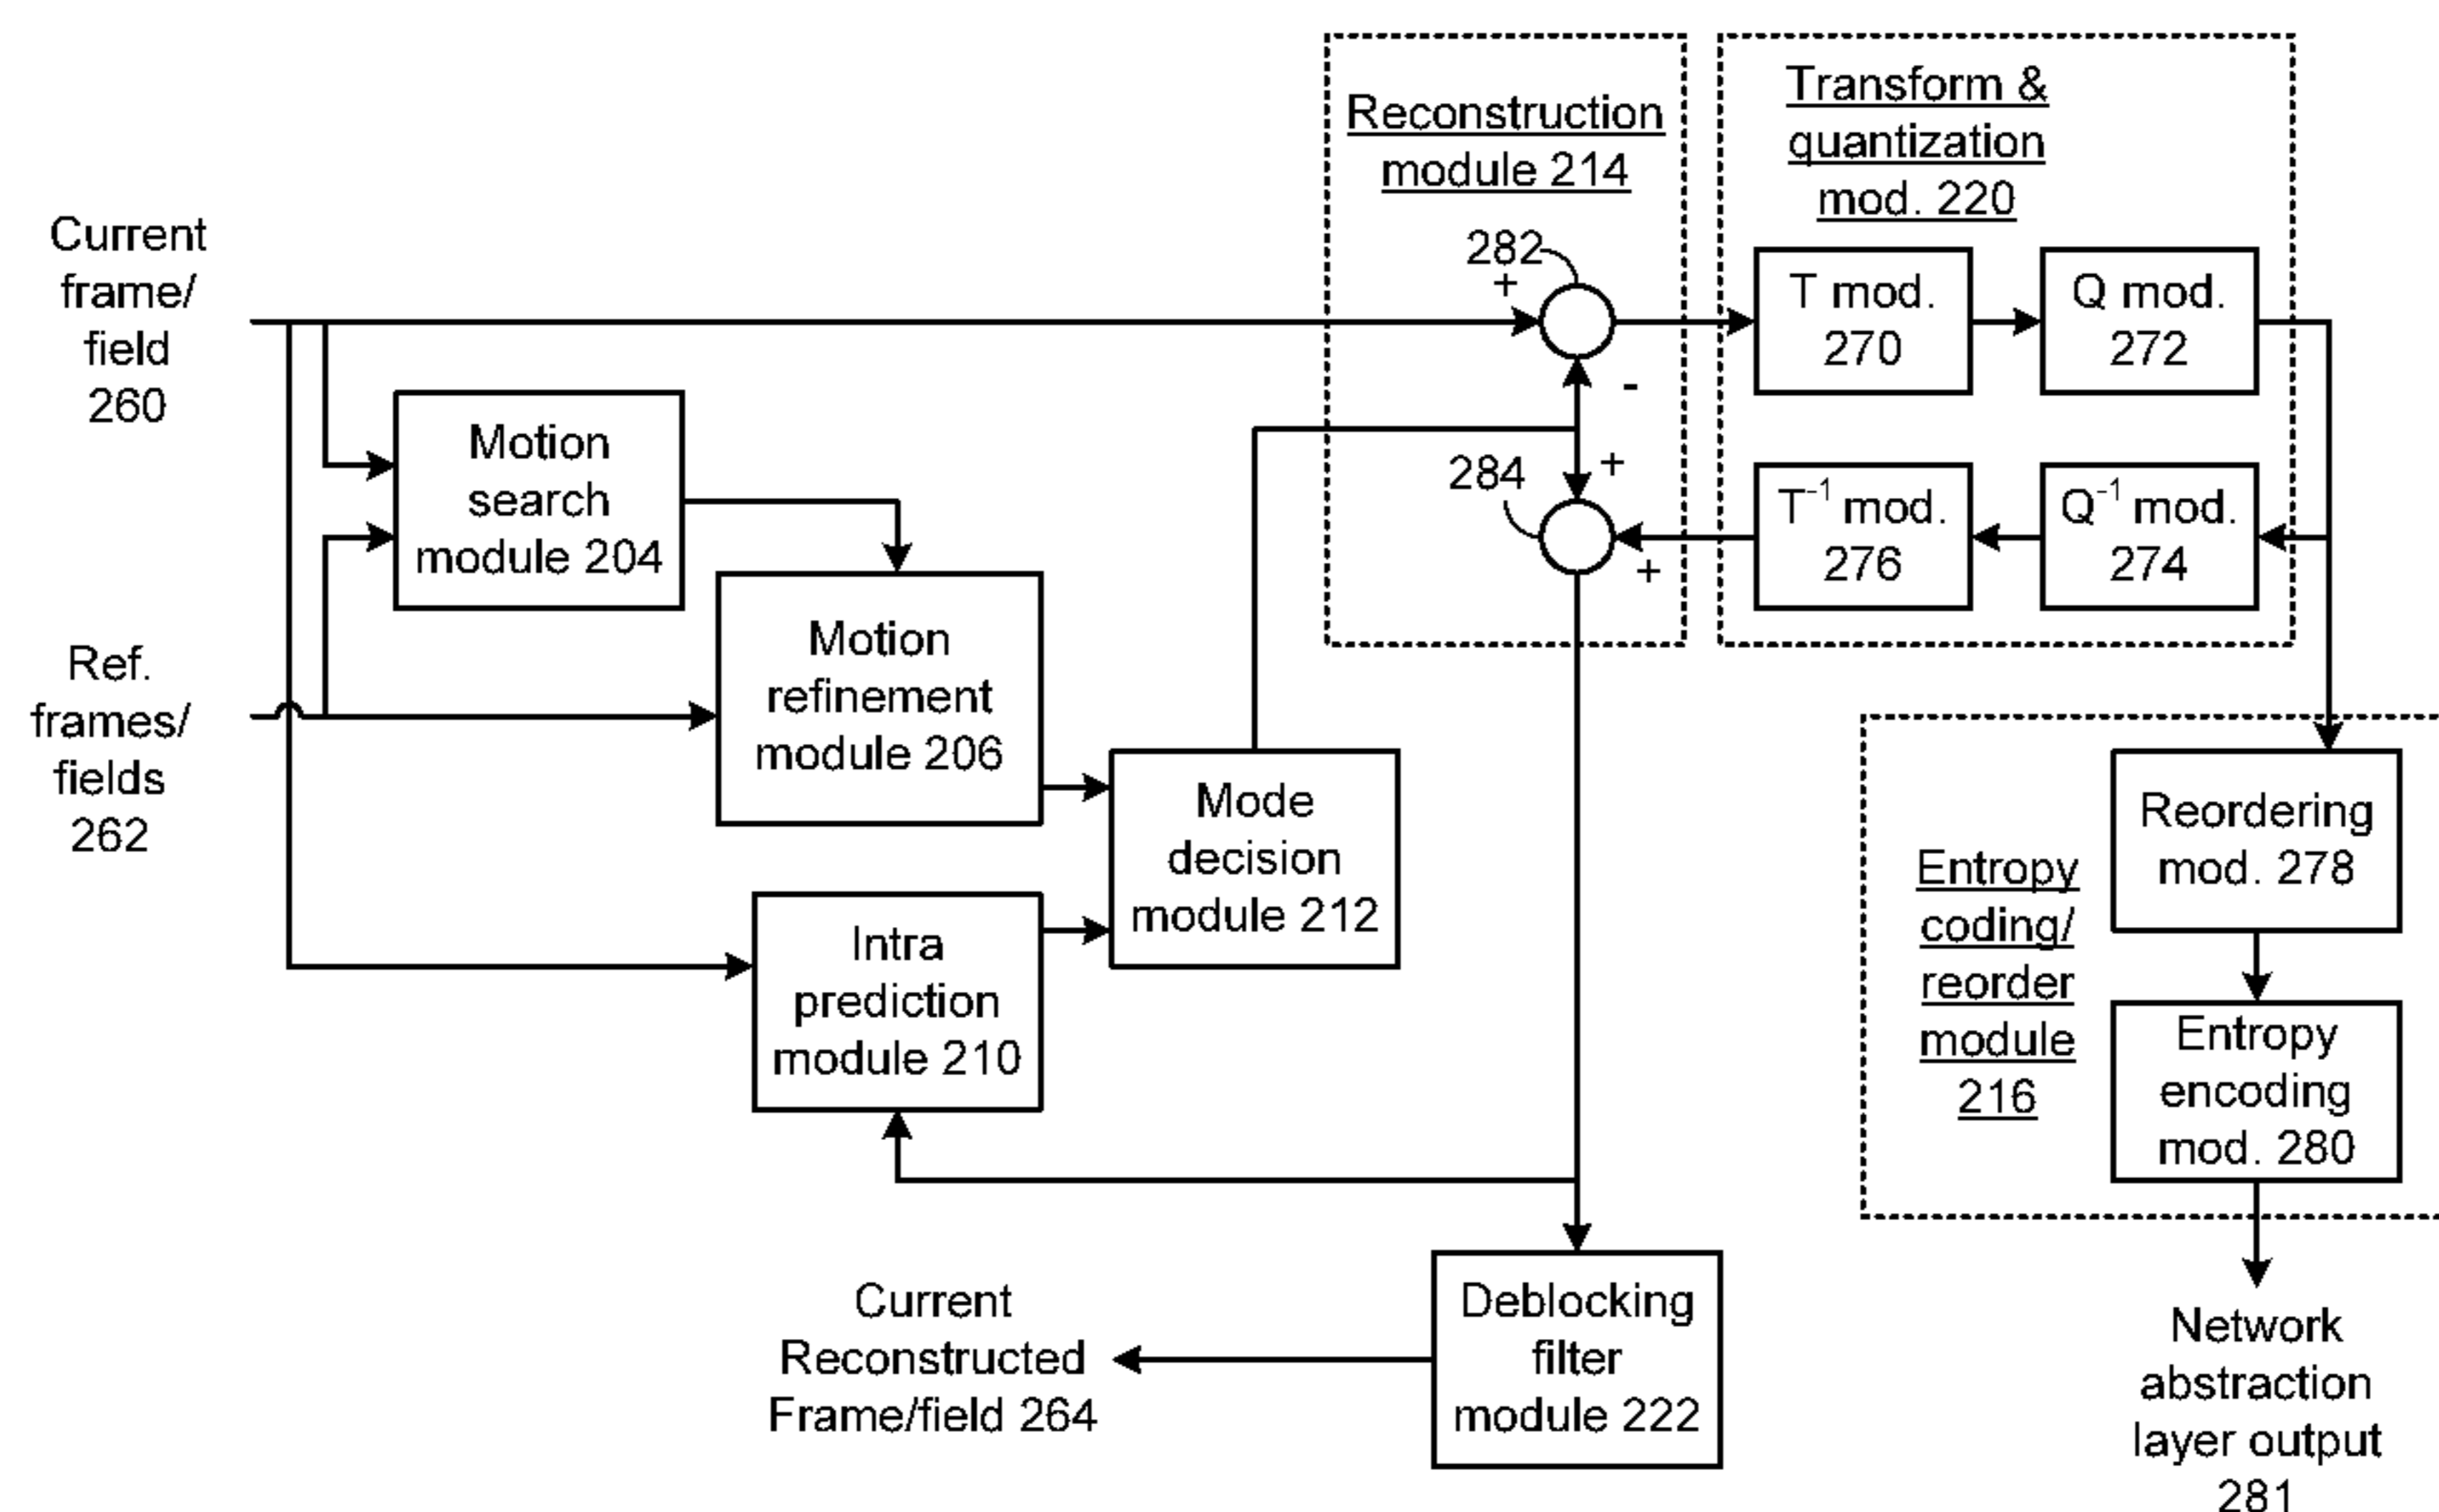 Reconstruction
module 214
Transform &
quantization
mod. 220
Current
frame/
field
260
282
+
-
+
284
+
T mod.
270
Q mod.
272
T⁻¹ mod.
276
Q⁻¹ mod.
274
Motion
search
module 204
Ref.
frames/
fields
262
Motion
refinement
module 206
Mode
decision
module 212
Intra
prediction
module 210
Entropy
coding/
reorder
module
216
Reordering
mod. 278
Entropy
encoding
mod. 280
Current
Reconstructed
Frame/field 264
Deblocking
filter
module 222
Network
abstraction
layer output
281